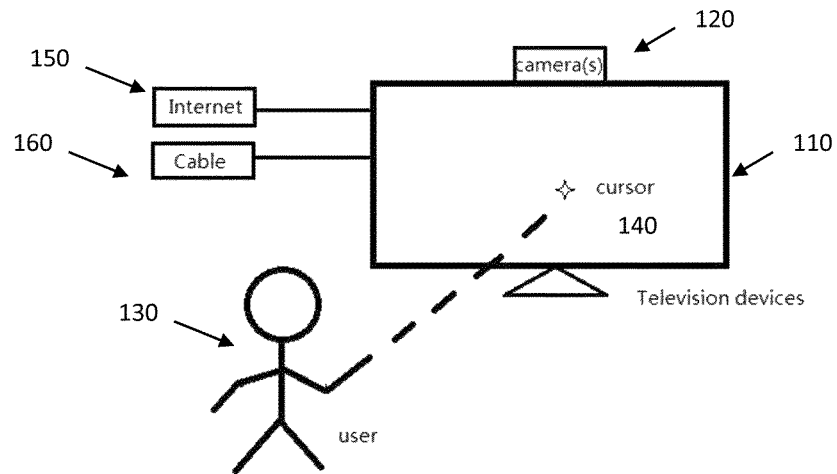 120
camera(s)
150
Internet
160
Cable
110
cursor
140
Television devices
130
user